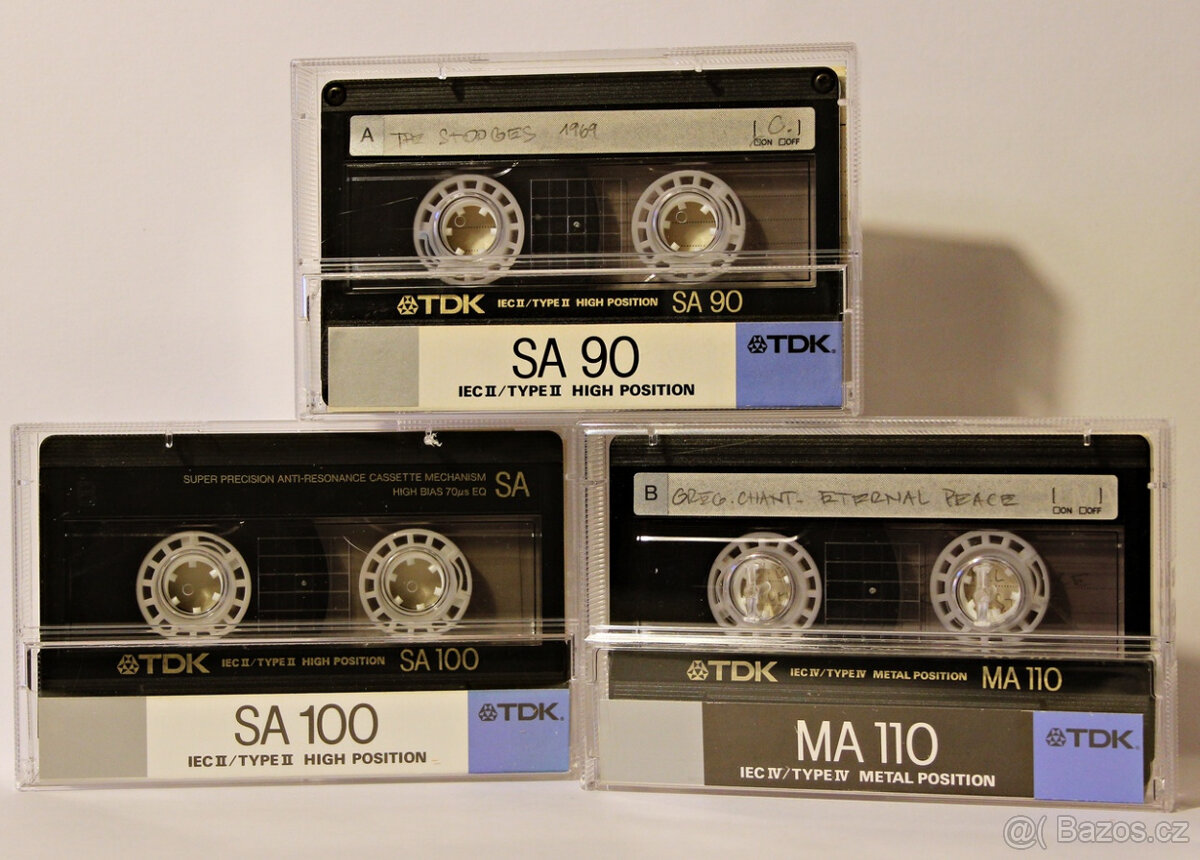 A THE STOOGES 1969 [ C. ]
ON OFF
TDK IEC II/TYPE II HIGH POSITION SA 90
SA 90 TDK
IEC II/TYPE II HIGH POSITION
SUPER PRECISION ANTI-RESONANCE CASSETTE MECHANISM SA
HIGH BIAS 70µs EQ
TDK IEC II/TYPE II HIGH POSITION SA 100
SA 100 TDK
IEC II/TYPE II HIGH POSITION
B GREG. CHANT. ETERNAL PEACE [ ]
ON OFF
TDK IEC IV/TYPE IV METAL POSITION MA 110
MA 110 TDK
IEC IV/TYPE IV METAL POSITION
@( Bazos.cz